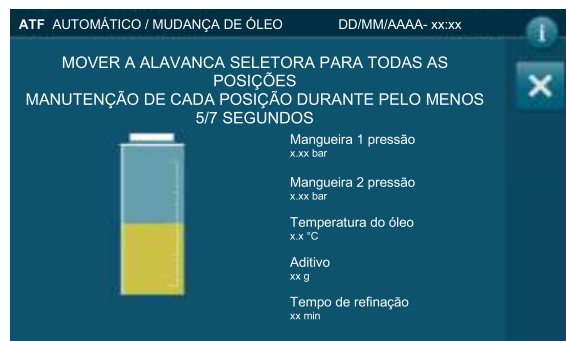 ATF AUTOMÁTICO / MUDANÇA DE ÓLEO DD/MM/AAAA- xx:xx
MOVER A ALAVANCA SELETORA PARA TODAS AS
POSIÇÕES
MANUTENÇÃO DE CADA POSIÇÃO DURANTE PELO MENOS
5/7 SEGUNDOS
Mangueira 1 pressão
x.xx bar
Mangueira 2 pressão
x.xx bar
Temperatura do óleo
x.x °C
Aditivo
xx g
Tempo de refinação
xx min